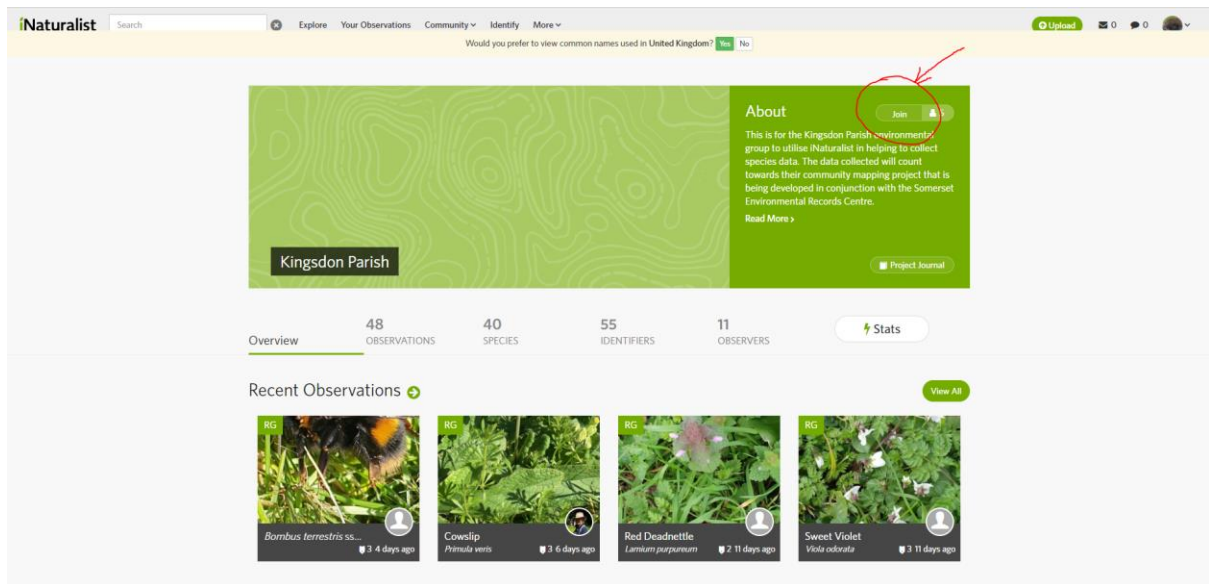 iNaturalist Search Explore Your Observations Community Identify More Upload 0 0
Would you prefer to view common names used in United Kingdom? Yes No
About Join
This is for the Kingsdon Parish environmental
group to utilise iNaturalist in helping to collect
species data. The data collected will count
towards their community mapping project that is
being developed in conjunction with the Somerset
Environmental Records Centre.
Read More >
Kingsdon Parish
Project Journal
Overview
48 40 55 11
OBSERVATIONS SPECIES IDENTIFIERS OBSERVERS
Stats
Recent Observations
View All
RG RG RG RG
Bombus terrestris ss... Cowslip Red Deadnettle Sweet Violet
Primula veris Lamium purpureum Viola odorata
3 4 days ago 3 6 days ago 2 11 days ago 3 11 days ago